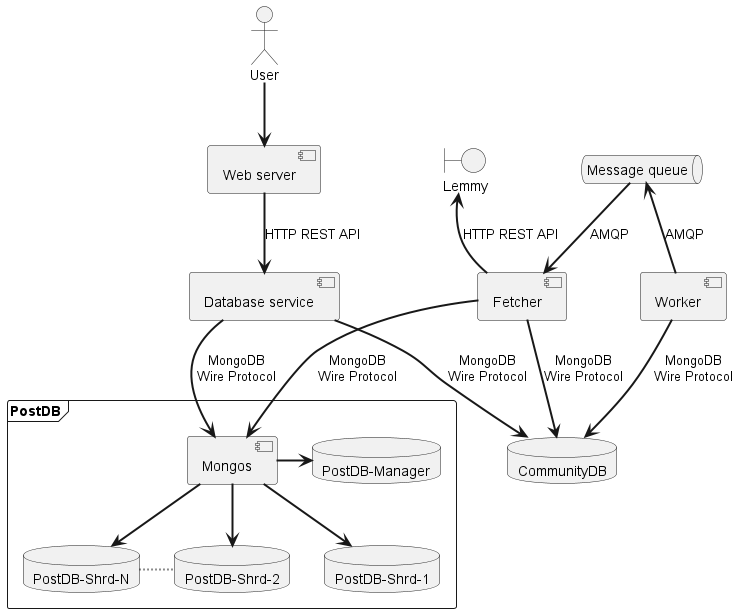 User
Web server
Lemmy
Message queue
HTTP REST API
HTTP REST API
AMQP
AMQP
Database service
Fetcher
Worker
MongoDB
Wire Protocol
MongoDB
Wire Protocol
MongoDB
Wire Protocol
MongoDB
Wire Protocol
MongoDB
Wire Protocol
PostDB
Mongos
PostDB-Manager
CommunityDB
PostDB-Shrd-N
PostDB-Shrd-2
PostDB-Shrd-1